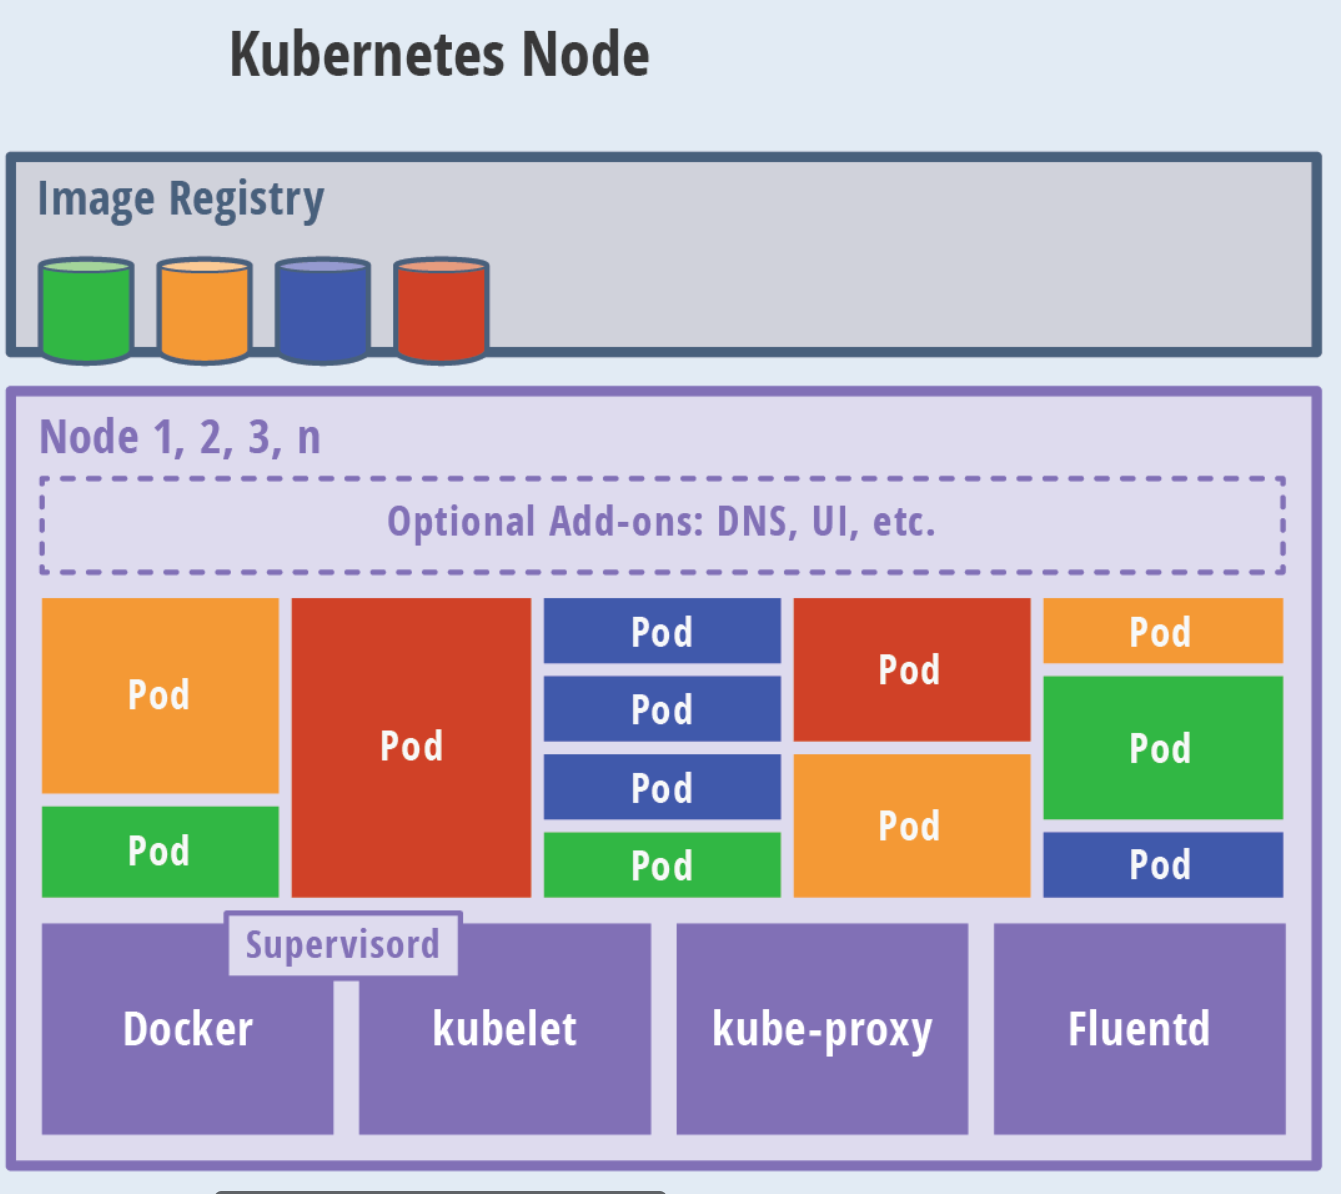 Kubernetes Node
Image Registry
Node 1, 2, 3, n
Optional Add-ons: DNS, UI, etc.
Pod
Pod
Pod
Pod
Pod
Pod
Pod
Pod
Pod
Pod
Pod
Pod
Supervisord
Docker
kubelet
kube-proxy
Fluentd